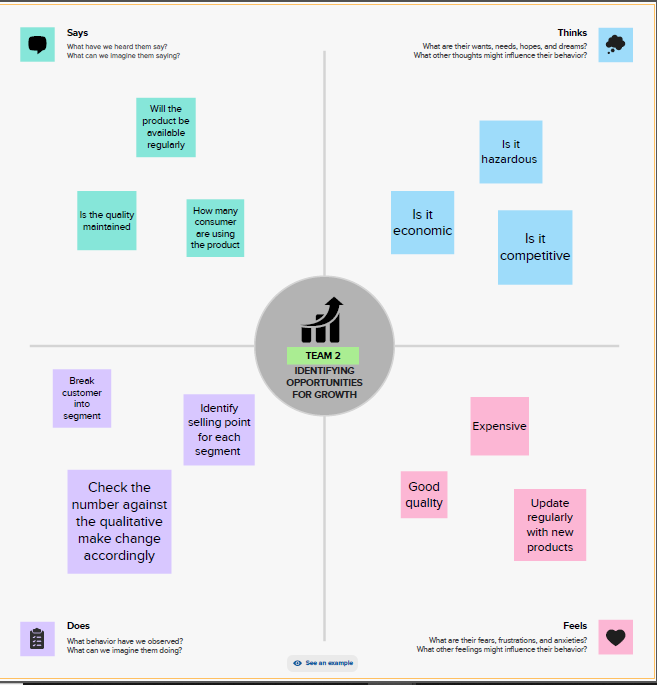 Says
What have we heard them say?
What can we imagine them saying?
Thinks
What are their wants, needs, hopes, and dreams?
What other thoughts might influence their behavior?
Will the
product be
available
regularly
Is the quality
maintained
How many
consumer
are using
the product
Is it
hazardous
Is it
economic
Is it
competitive
TEAM 2
IDENTIFYING
OPPORTUNITIES
FOR GROWTH
Break
customer
into
segment
Identify
selling point
for each
segment
Check the
number against
the qualitative
make change
accordingly
Expensive
Good
quality
Update
regularly
with new
products
Does
What behavior have we observed?
What can we imagine them doing?
Feels
What are their fears, frustrations, and anxieties?
What other feelings might influence their behavior?
See an example